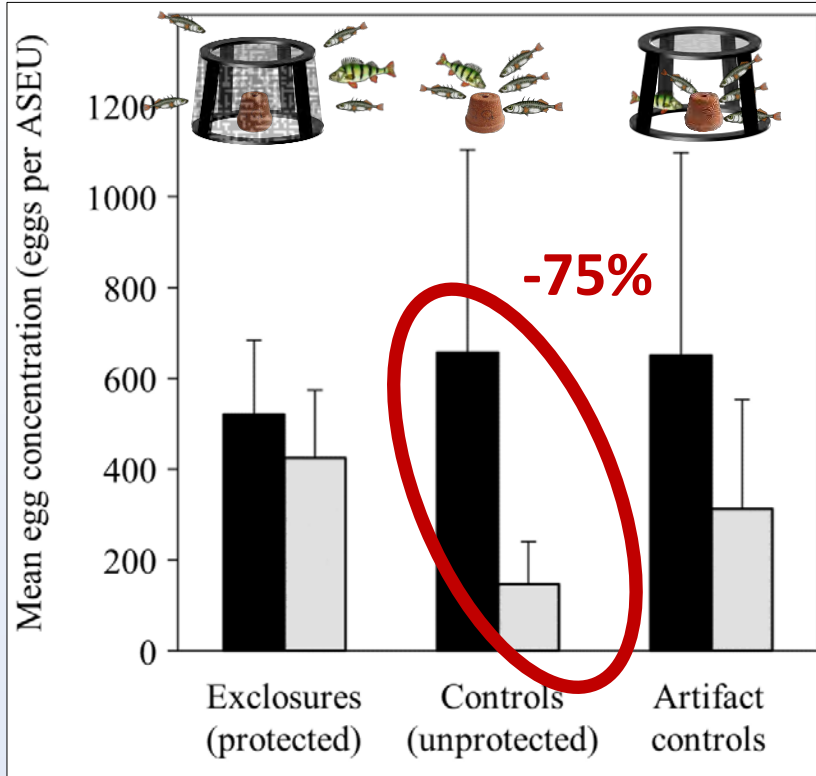 Mean egg concentration (eggs per ASEU)
1200
1000
800
600
400
200
0
-75%
Exclosures
(protected)
Controls
(unprotected)
Artifact
controls